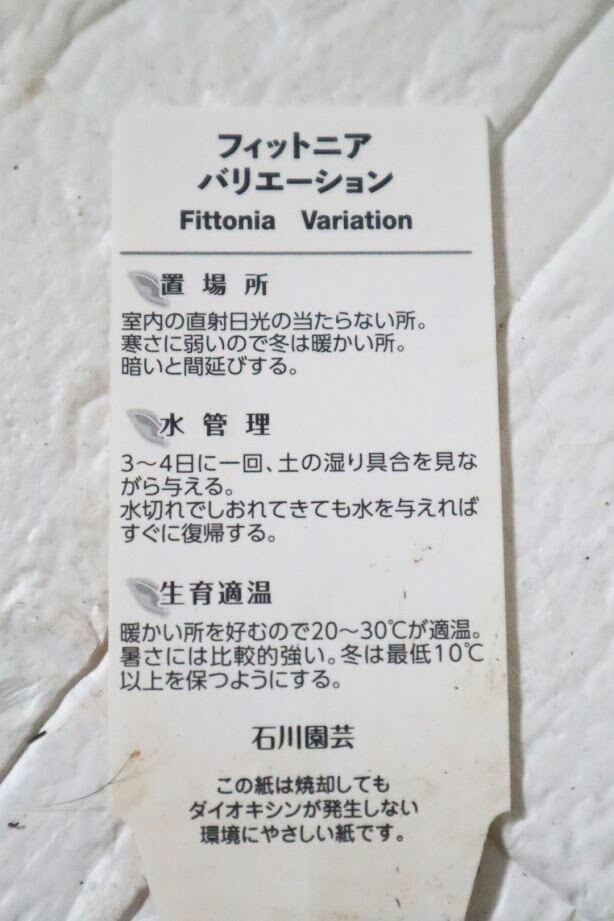 フィットニア
バリエーション
Fittonia Variation
置場所
室内の直射日光の当たらない所。
寒さに弱いので冬は暖かい所。
暗いと間延びする。
水管理
3〜4日に一回、土の湿り具合を見な
がら与える。
水切れでしおれてきても水を与えれば
すぐに復帰する。
生育適温
暖かい所を好むので20〜30℃が適温。
暑さには比較的強い。冬は最低10℃
以上を保つようにする。
石川園芸
この紙は焼却しても
ダイオキシンが発生しない
環境にやさしい紙です。